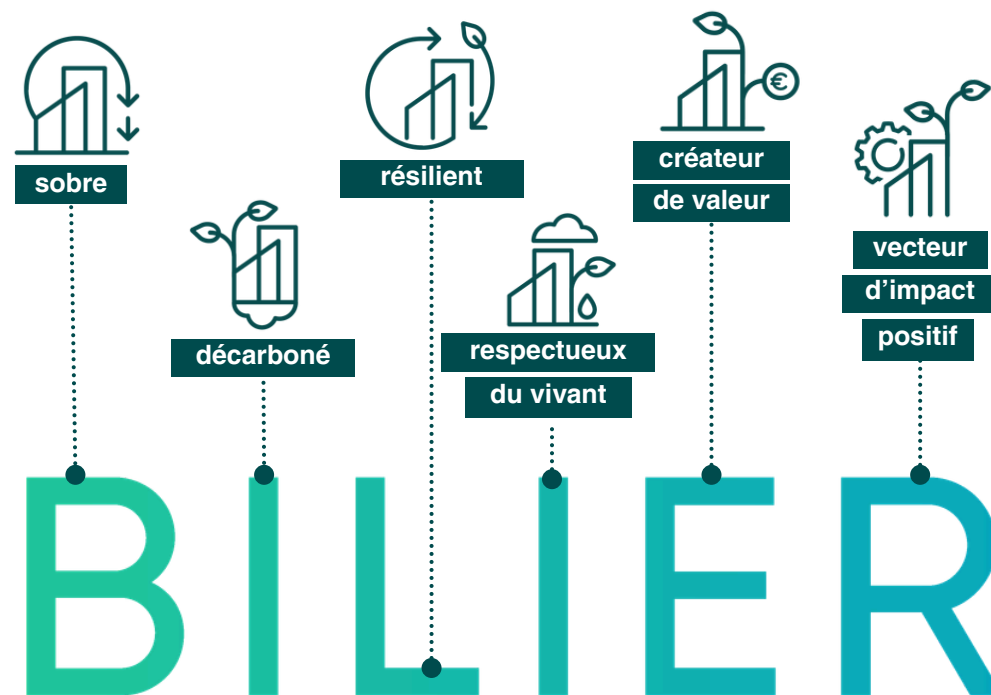 sobre
décarboné
résilient
respectueux
du vivant
créateur
de valeur
€
vecteur
d’impact
positif
BILIER